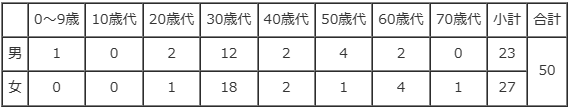 0～9歳 10歳代 20歳代 30歳代 40歳代 50歳代 60歳代 70歳代 小計 合計
男 1 0 2 12 2 4 2 0 23 50
女 0 0 1 18 2 1 4 1 27